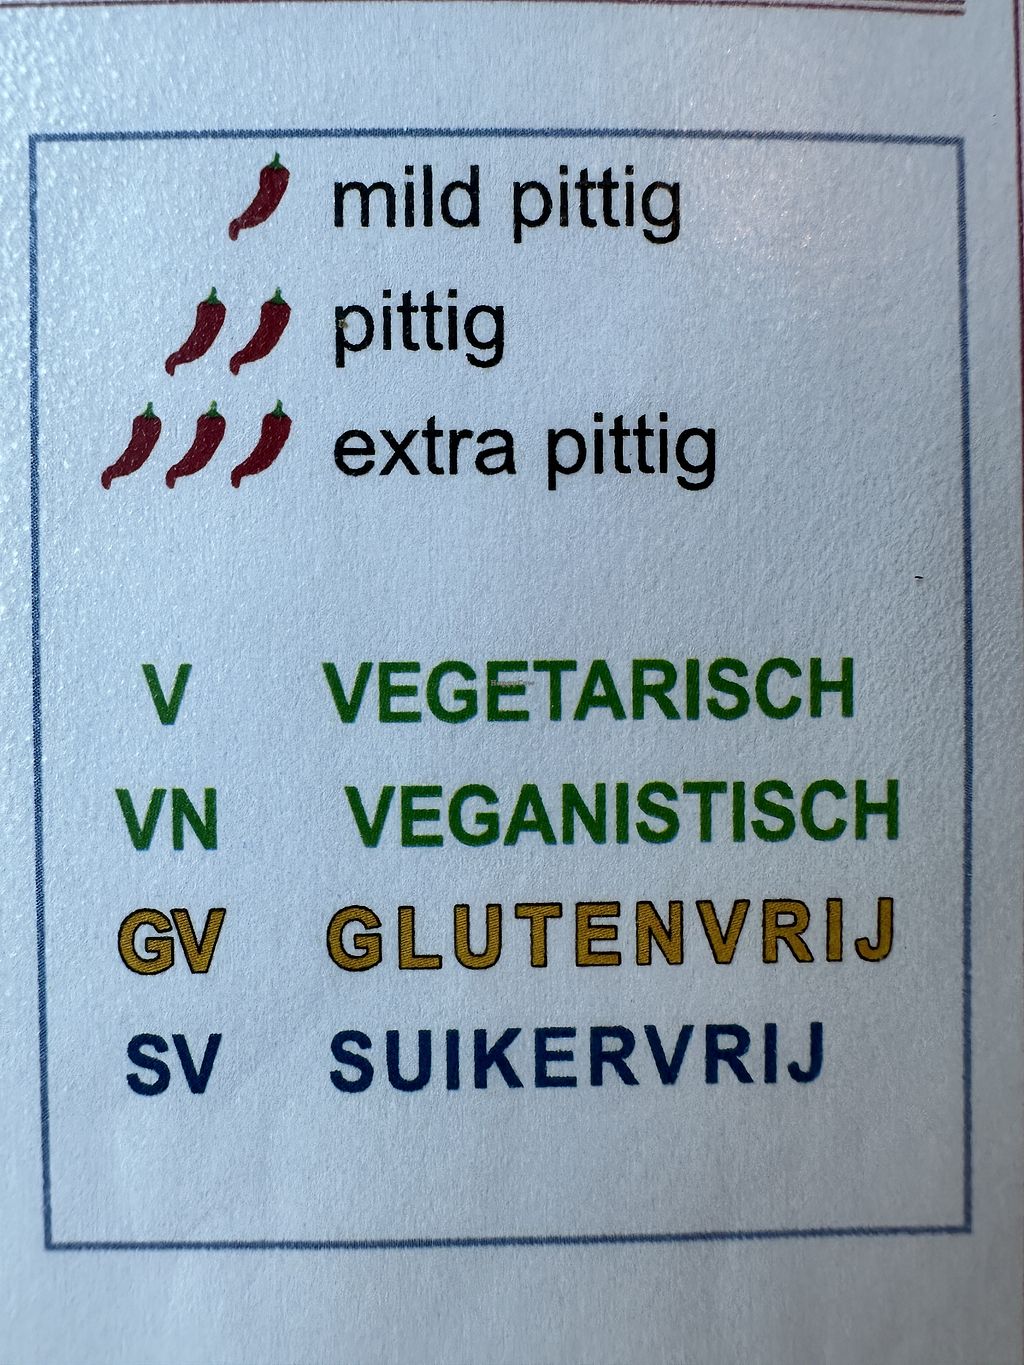 mild pittig
pittig
extra pittig
V VEGETARISCH
VN VEGANISTISCH
GV GLUTENVRIJ
SV SUIKERVRIJ